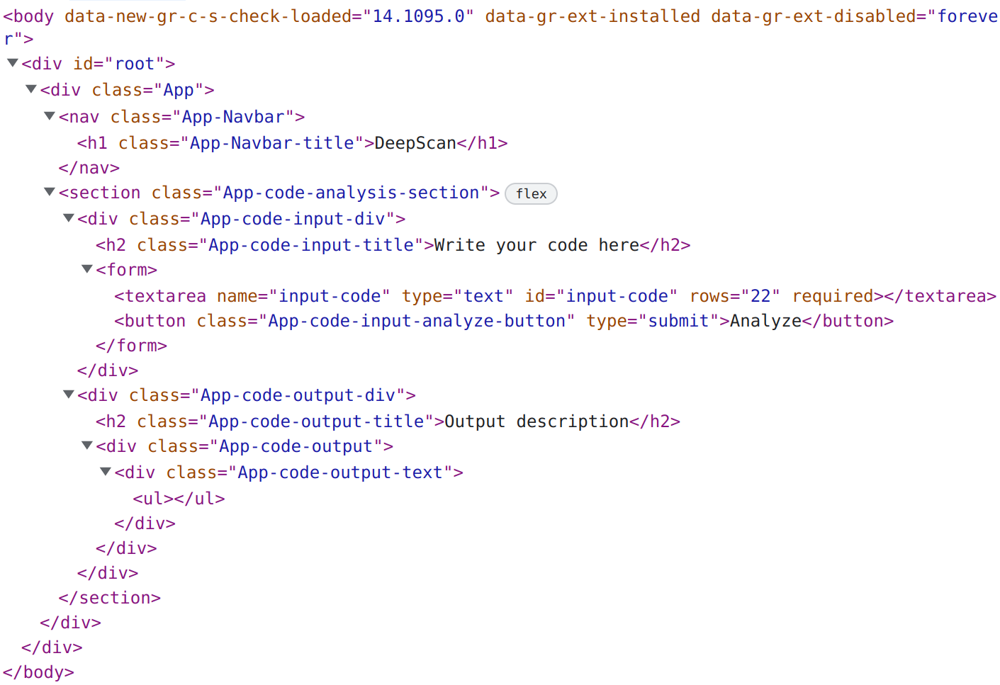 <body data-new-gr-c-s-check-loaded="14.1095.0" data-gr-ext-installed data-gr-ext-disabled="foreve
r">
<div id="root">
<div class="App">
<nav class="App-Navbar">
<h1 class="App-Navbar-title">DeepScan</h1>
</nav>
<section class="App-code-analysis-section"> flex
<div class="App-code-input-div">
<h2 class="App-code-input-title">Write your code here</h2>
<form>
<textarea name="input-code" type="text" id="input-code" rows="22" required></textarea>
<button class="App-code-input-analyze-button" type="submit">Analyze</button>
</form>
</div>
<div class="App-code-output-div">
<h2 class="App-code-output-title">Output description</h2>
<div class="App-code-output">
<div class="App-code-output-text">
<ul></ul>
</div>
</div>
</div>
</section>
</div>
</div>
</body>